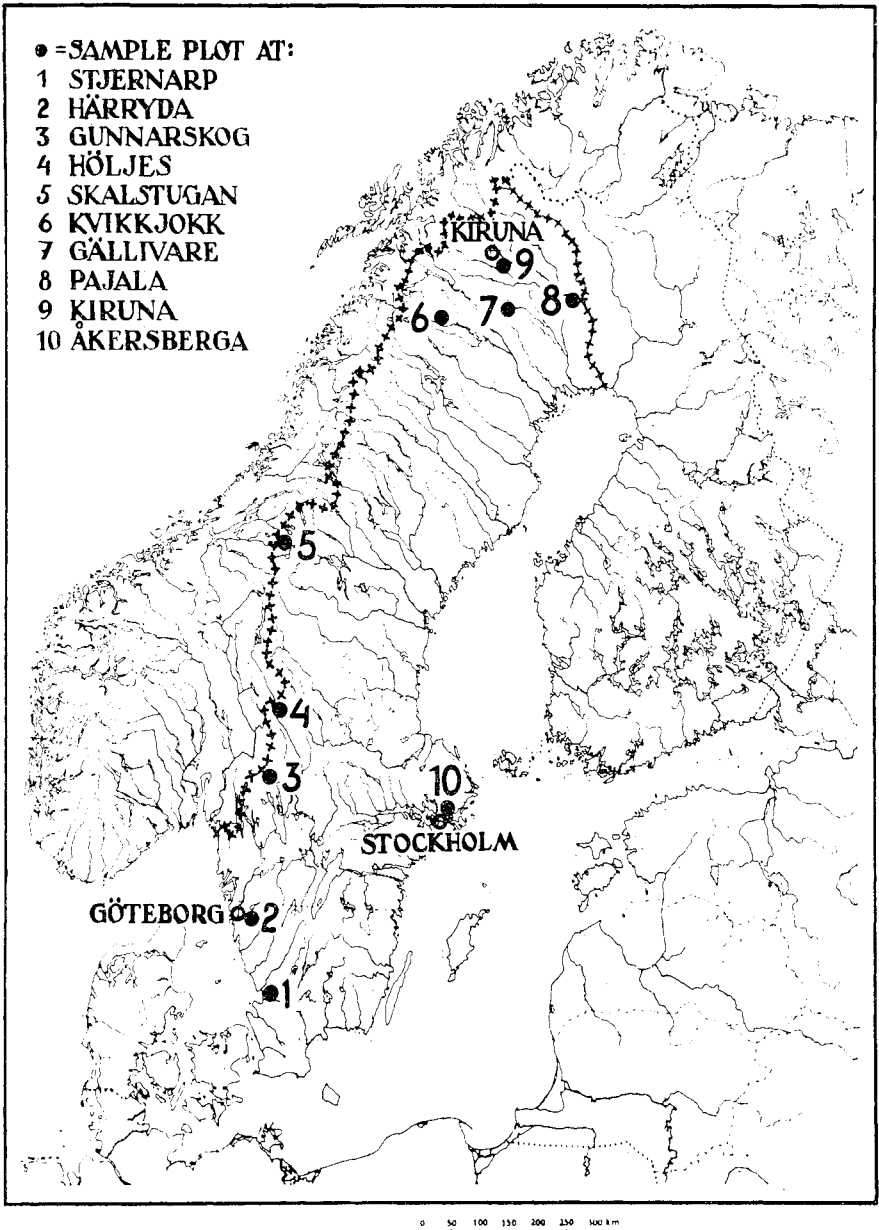 ● =SAMPLE PLOT AT:
1 STJERNARP
2 HÄRRYDA
3 GUNNARSKOG
4 HÖLJES
5 SKALSTUGAN
6 KVIKKJOKK
7 GÄLLIVARE
8 PAJALA
9 KIRUNA
10 ÅKERSBERGA
KIRUNA
9
8
7
6
5
4
3
10
STOCKHOLM
GÖTEBORG
2
1
0 50 100 150 200 250 300 km